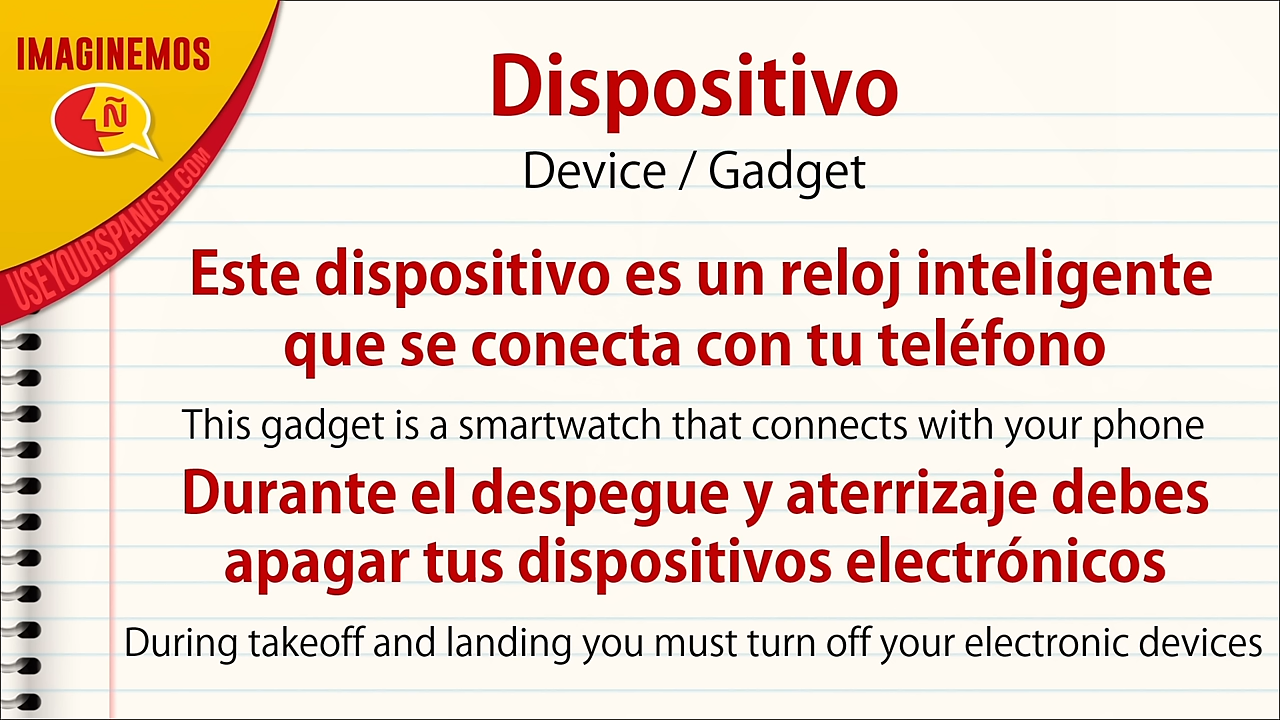 IMAGINEMOS
Ñ
USEYOURSPANISH.COM
Dispositivo
Device / Gadget
Este dispositivo es un reloj inteligente
que se conecta con tu teléfono
This gadget is a smartwatch that connects with your phone
Durante el despegue y aterrizaje debes
apagar tus dispositivos electrónicos
During takeoff and landing you must turn off your electronic devices